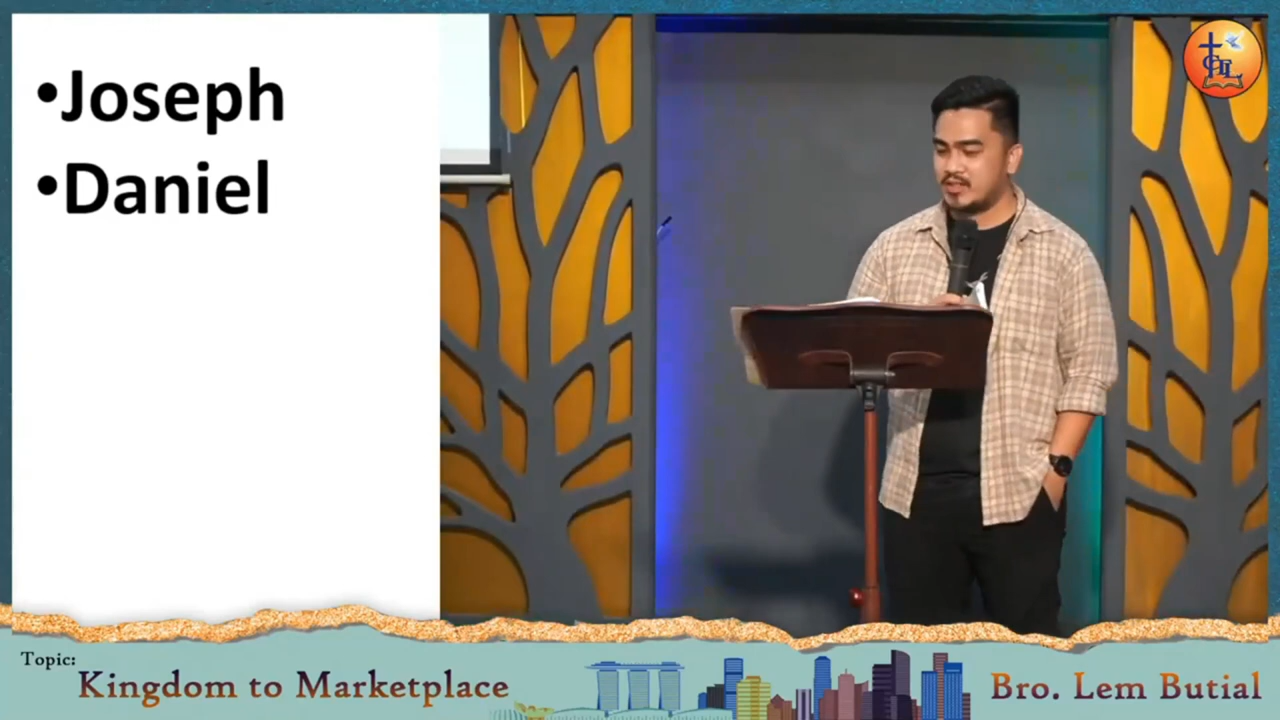 •Joseph
•Daniel
Topic:
Kingdom to Marketplace
Bro. Lem Butial